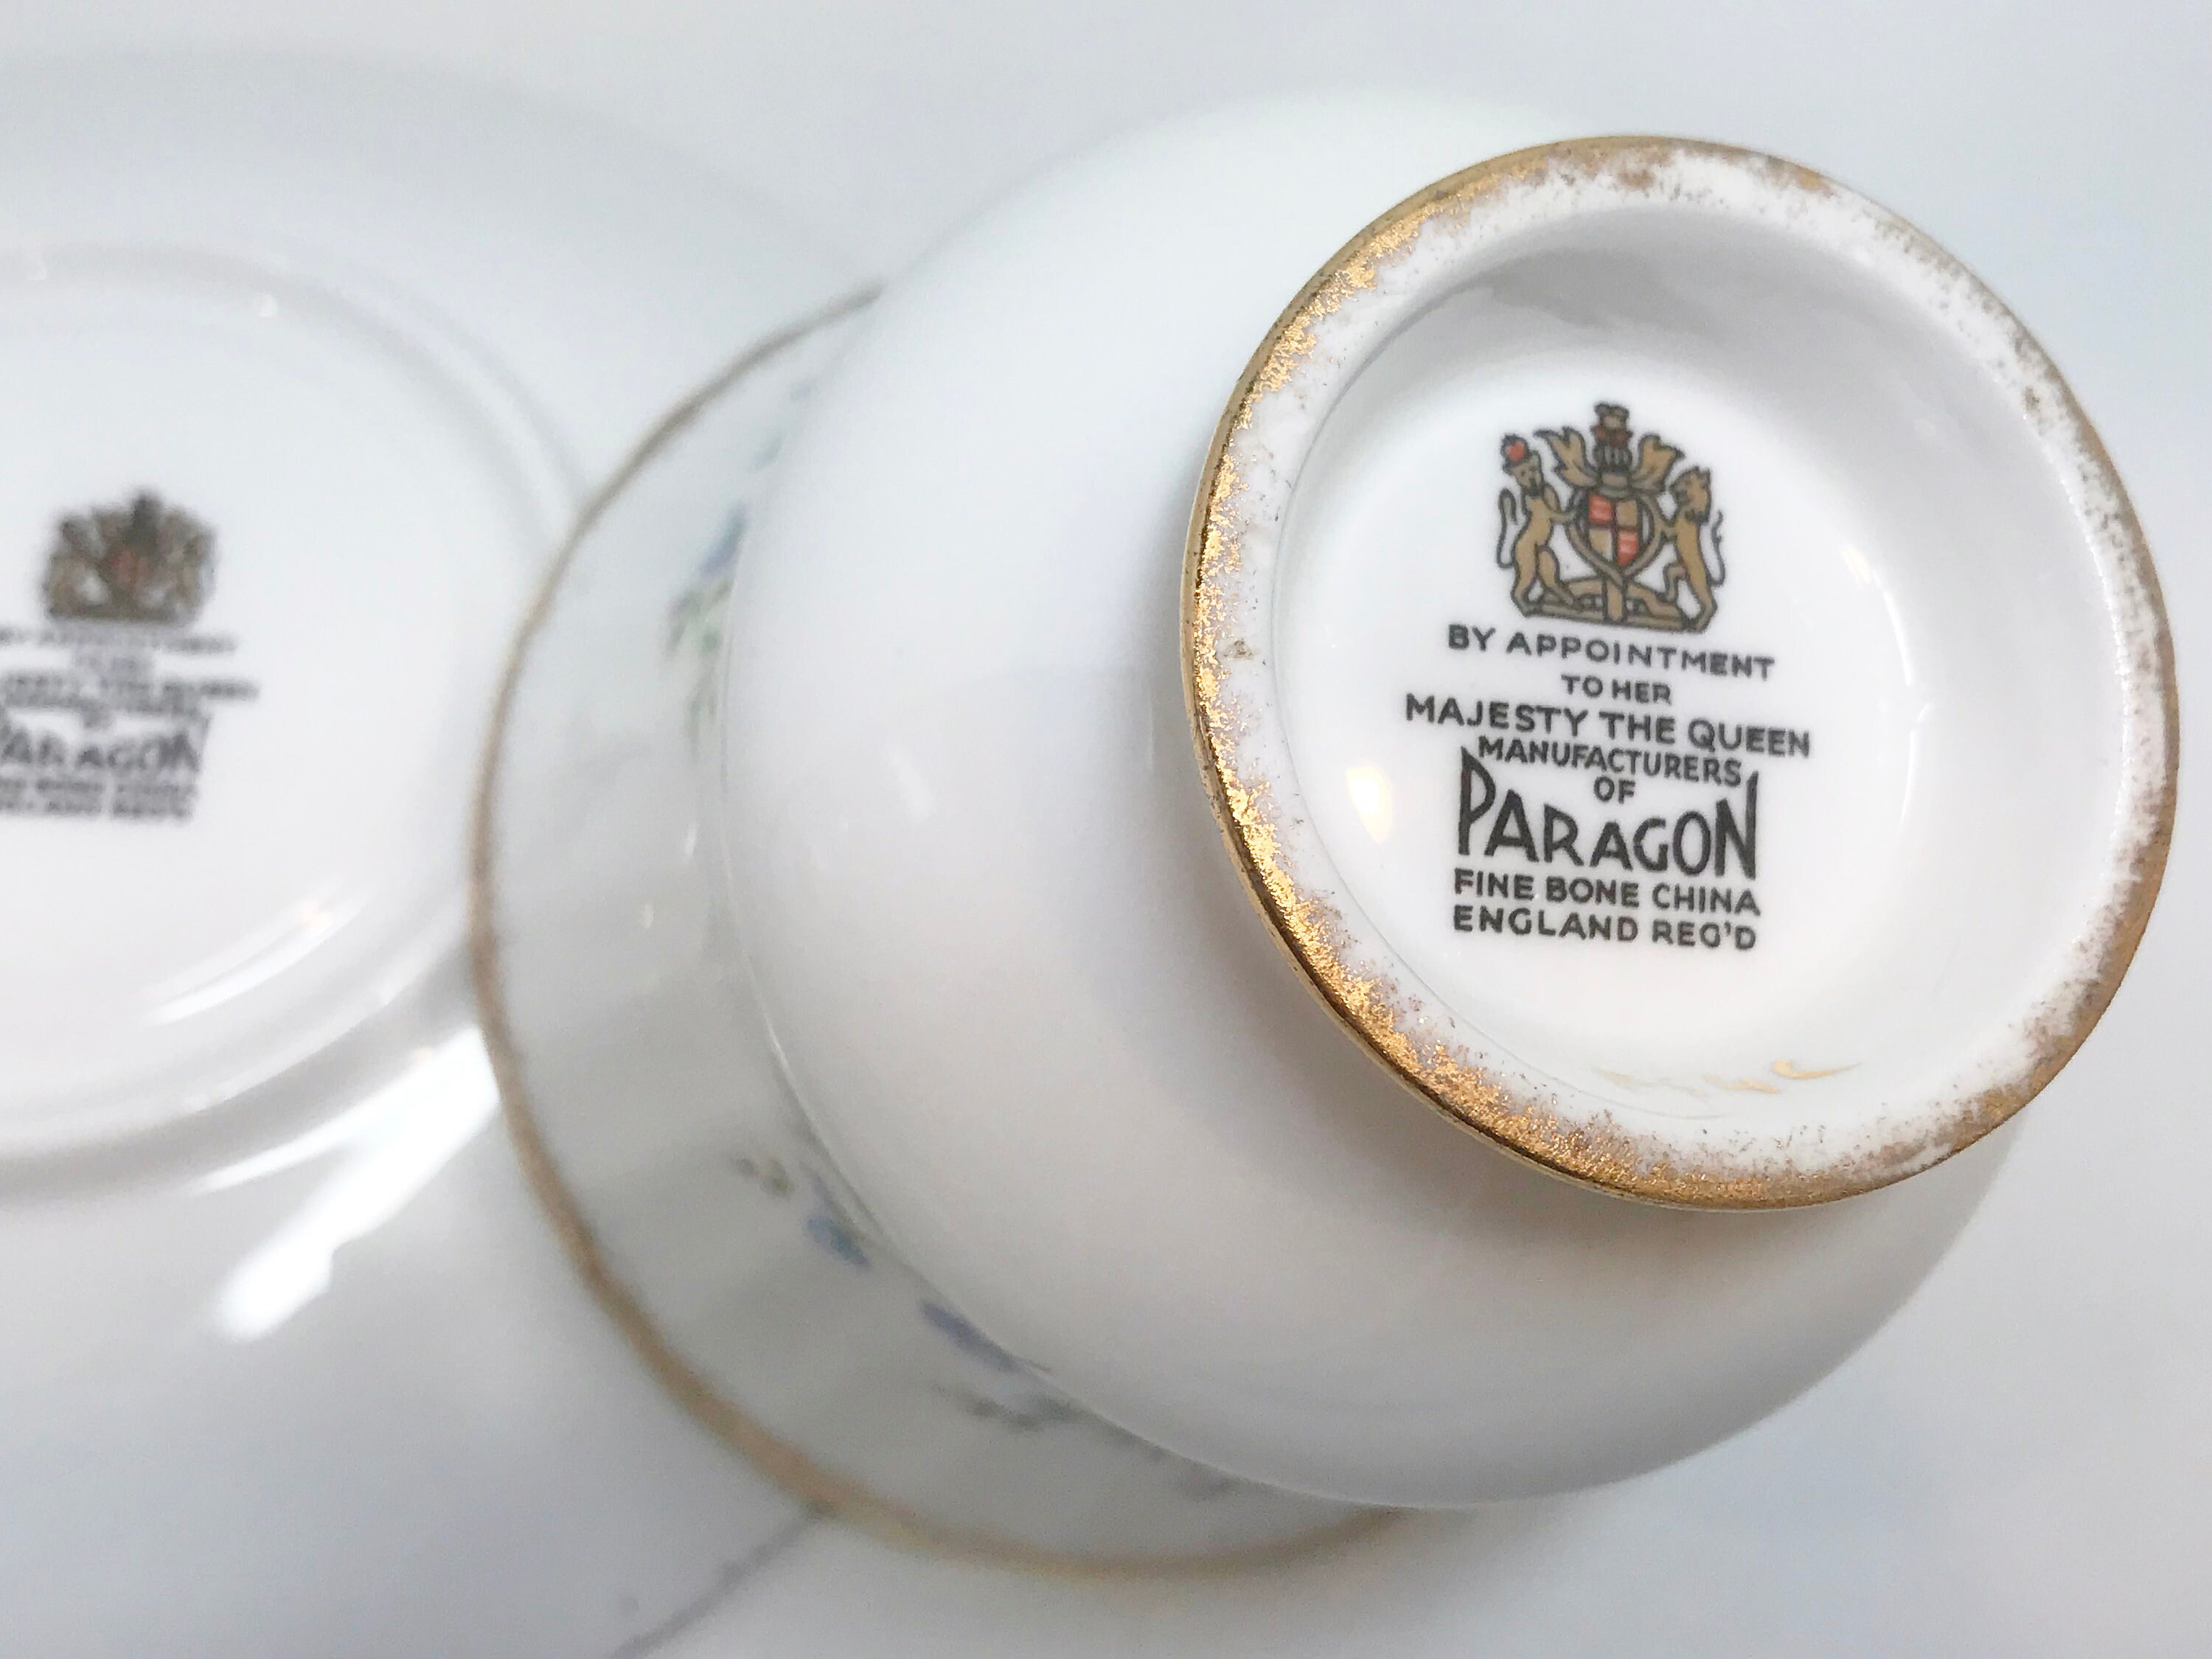 BY APPOINTMENT
TO HER
MAJESTY THE QUEEN
MANUFACTURERS
OF
PARAGON
FINE BONE CHINA
ENGLAND REG'D
PARAGON